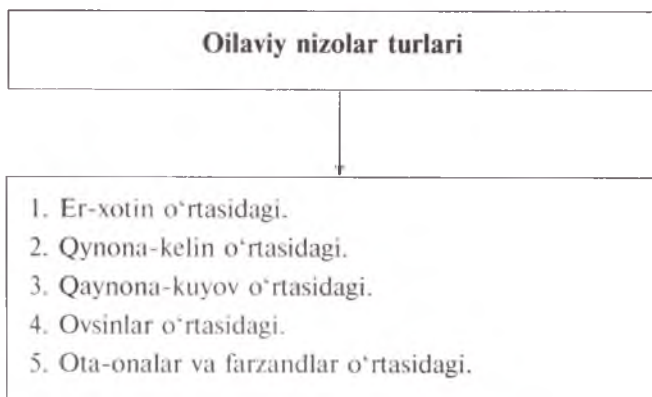 Oilaviy nizolar turlari
1. Er-xotin o‘rtasidagi.
2. Qynona-kelin o‘rtasidagi.
3. Qaynona-kuyov o‘rtasidagi.
4. Ovsinlar o‘rtasidagi.
5. Ota-onalar va farzandlar o‘rtasidagi.